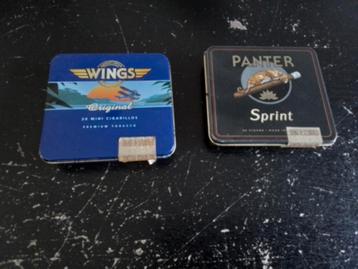 WINGS
Original
20 MINI CIGARILLOS
PREMIUM TOBACCO
PANTER
Sprint